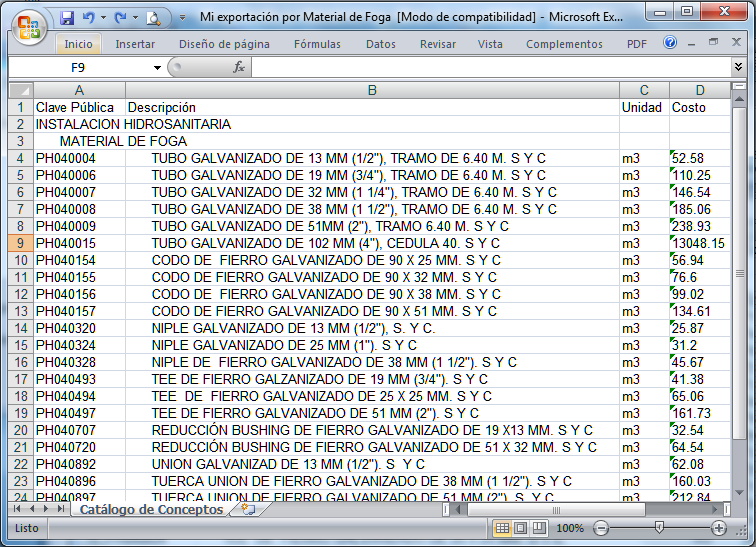 Mi exportación por Material de Foga [Modo de compatibilidad] - Microsoft Ex...
Inicio Insertar Diseño de página Fórmulas Datos Revisar Vista Complementos PDF
F9 fx
A B C D
1 Clave Pública Descripción Unidad Costo
2 INSTALACION HIDROSANITARIA
3 MATERIAL DE FOGA
4 PH040004 TUBO GALVANIZADO DE 13 MM (1/2"), TRAMO DE 6.40 M. S Y C m3 52.58
5 PH040006 TUBO GALVANIZADO DE 19 MM (3/4"), TRAMO DE 6.40 M. S Y C m3 110.25
6 PH040007 TUBO GALVANIZADO DE 32 MM (1 1/4"), TRAMO DE 6.40 M. S Y C m3 146.54
7 PH040008 TUBO GALVANIZADO DE 38 MM (1 1/2"), TRAMO DE 6.40 M. S Y C m3 185.06
8 PH040009 TUBO GALVANIZADO DE 51MM (2"), TRAMO 6.40 M. S Y C m3 238.93
9 PH040015 TUBO GALVANIZADO DE 102 MM (4"), CEDULA 40. S Y C m3 13048.15
10 PH040154 CODO DE FIERRO GALVANIZADO DE 90 X 25 MM. S Y C m3 56.94
11 PH040155 CODO DE FIERRO GALVANIZADO DE 90 X 32 MM. S Y C m3 76.6
12 PH040156 CODO DE FIERRO GALVANIZADO DE 90 X 38 MM. S Y C m3 99.02
13 PH040157 CODO DE FIERRO GALVANIZADO DE 90 X 51 MM. S Y C m3 134.61
14 PH040320 NIPLE GALVANIZADO DE 13 MM (1/2"), S. Y C. m3 25.87
15 PH040324 NIPLE GALVANIZADO DE 25 MM (1"). S Y C m3 31.2
16 PH040328 NIPLE DE FIERRO GALVANIZADO DE 38 MM (1 1/2"). S Y C m3 45.67
17 PH040493 TEE DE FIERRO GALZANIZADO DE 19 MM (3/4"). S Y C m3 41.38
18 PH040494 TEE DE FIERRO GALVANIZADO DE 25 X 25 MM. S Y C m3 65.06
19 PH040497 TEE DE FIERRO GALVANIZADO DE 51 MM (2"). S Y C m3 161.73
20 PH040707 REDUCCIÓN BUSHING DE FIERRO GALVANIZADO DE 19 X13 MM. S Y C m3 32.54
21 PH040720 REDUCCIÓN BUSHING DE FIERRO GALVANIZADO DE 51 X 32 MM. S Y C m3 64.54
22 PH040892 UNION GALVANIZAD DE 13 MM (1/2"). S Y C m3 62.08
23 PH040896 TUERCA UNION DE FIERRO GALVANIZADO DE 38 MM (1 1/2"). S Y C m3 160.03
24 PH040897 TUERCA UNION DE FIERRO GALVANIZADO DE 51 MM (2"). S Y C m3 212.84
Catálogo de Conceptos
Listo 100%